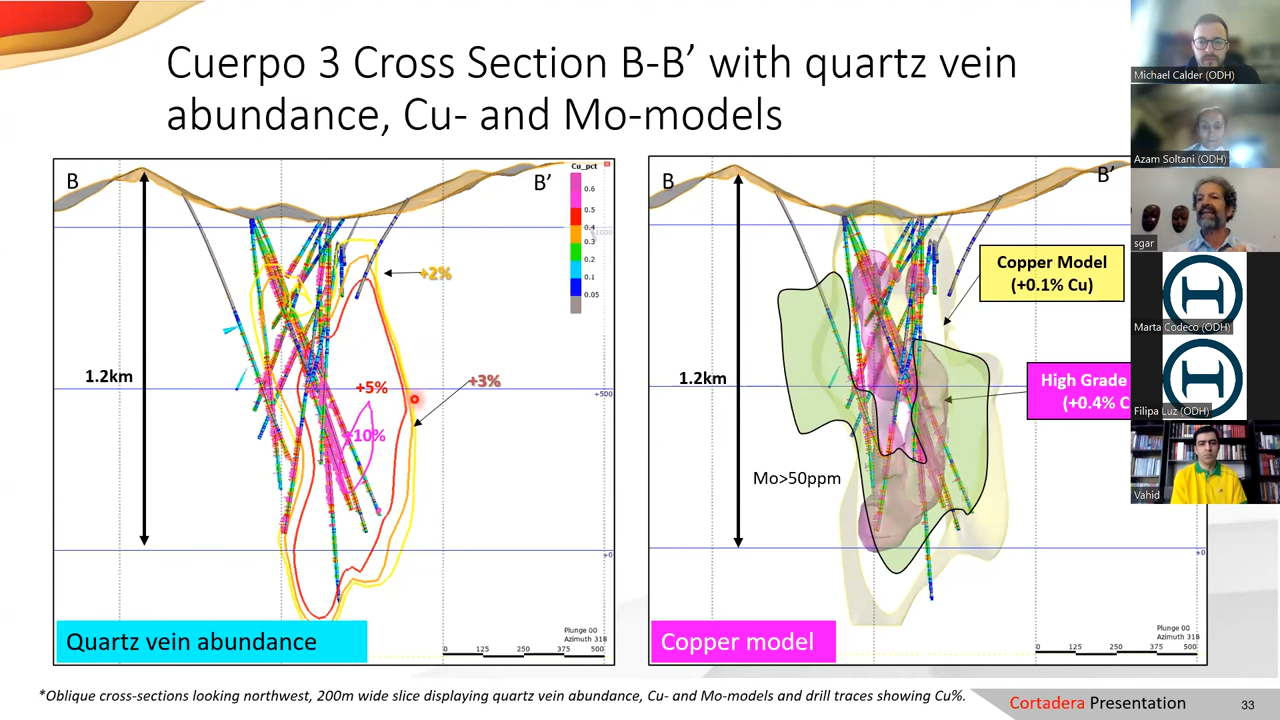 Cuerpo 3 Cross Section B-B’ with quartz vein
abundance, Cu- and Mo-models
B
B’
Cu_pct
0.6
0.5
0.4
0.3
0.2
0.1
0.05
+1000
+2%
+3%
+5%
+10%
1.2km
+500
+0
Quartz vein abundance
Plunge 00
Azimuth 318
0 125 250 375 500
B
B’
Copper Model
(+0.1% Cu)
High Grade
(+0.4% C
1.2km
Mo>50ppm
+0
Copper model
Plunge 00
Azimuth 318
0 125 250 375 500
*Oblique cross-sections looking northwest, 200m wide slice displaying quartz vein abundance, Cu- and Mo-models and drill traces showing Cu%.
Cortadera Presentation
33
Michael Calder (ODH)
Azam Soltani (ODH)
sgar
Marta Codeco (ODH)
Filipa Luz (ODH)
Vahid